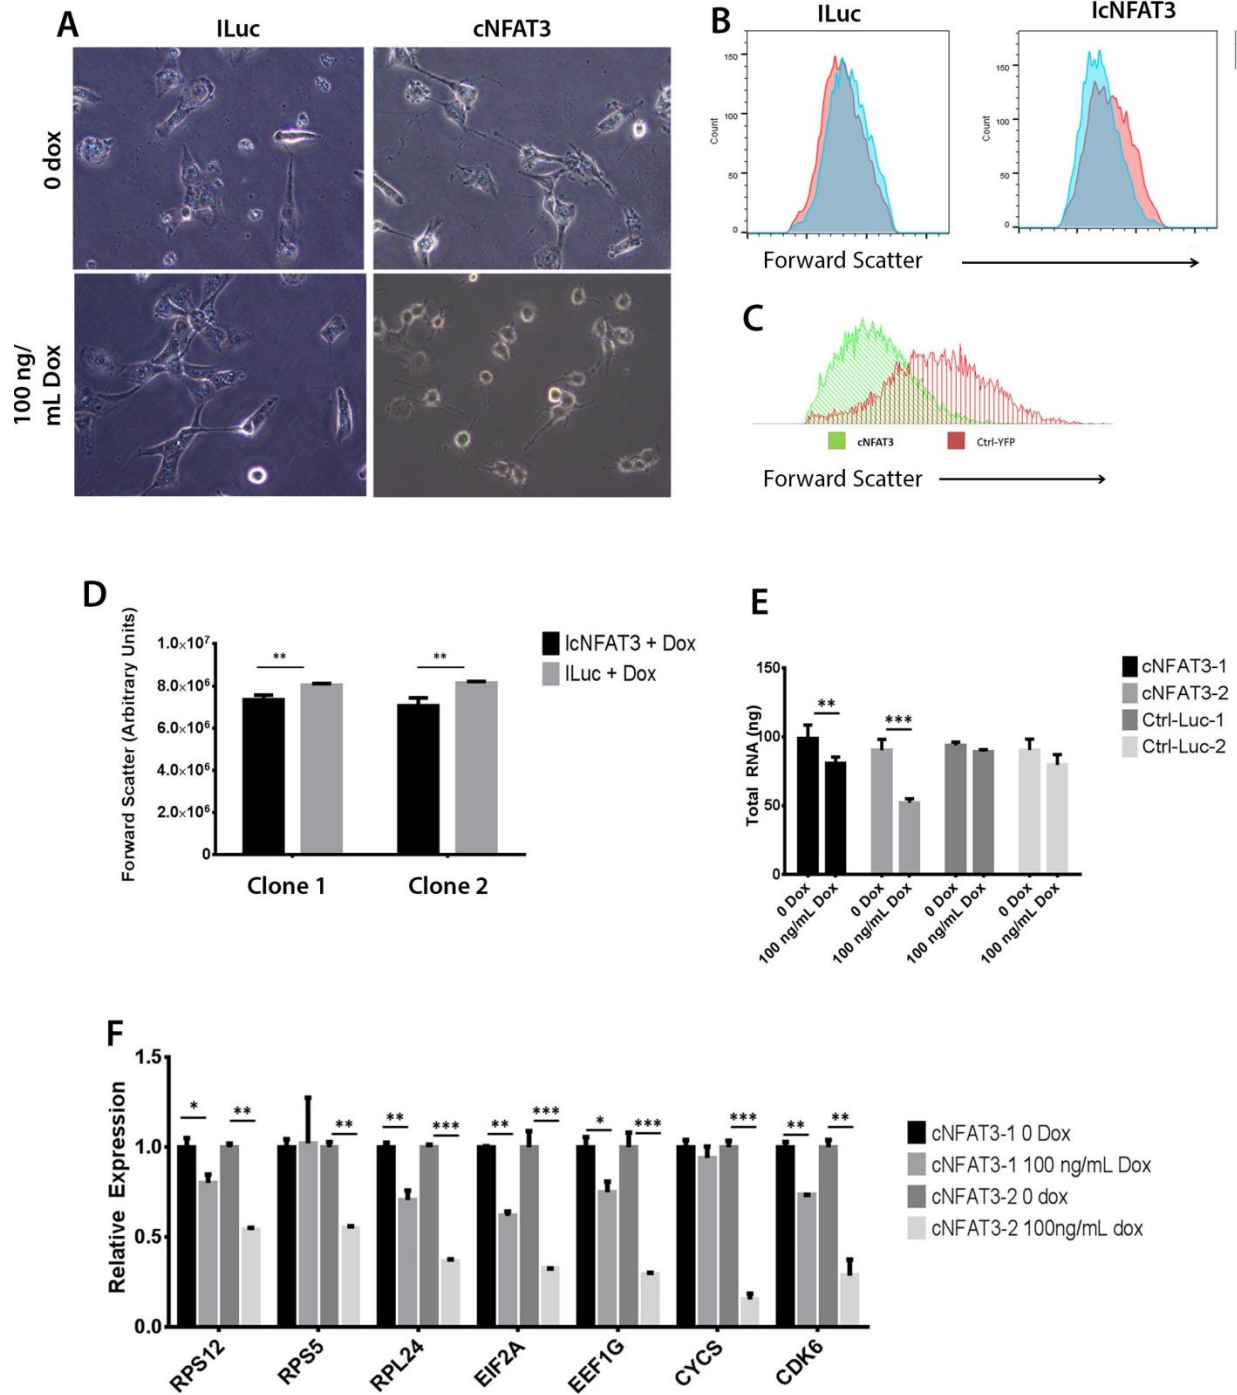 A
ILuc
cNFAT3
0 dox
100 ng/
mL Dox
B
ILuc
IcNFAT3
Count
150
100
50
0
Count
150
100
50
0
Forward Scatter
C
cNFAT3
Ctrl-YFP
Forward Scatter
D
Forward Scatter (Arbitrary Units)
1.0×10⁷
8.0×10⁶
6.0×10⁶
4.0×10⁶
2.0×10⁶
0
**
**
Clone 1
Clone 2
IcNFAT3 + Dox
ILuc + Dox
E
Total RNA (ng)
150
100
50
0
**
***
0 Dox
100 ng/mL Dox
0 Dox
100 ng/mL Dox
0 Dox
100 ng/mL Dox
0 Dox
100 ng/mL Dox
cNFAT3-1
cNFAT3-2
Ctrl-Luc-1
Ctrl-Luc-2
F
Relative Expression
1.5
1.0
0.5
0.0
*
**
**
**
***
**
***
*
***
***
**
**
RPS12
RPS5
RPL24
EIF2A
EEF1G
CYCS
CDK6
cNFAT3-1 0 Dox
cNFAT3-1 100 ng/mL Dox
cNFAT3-2 0 dox
cNFAT3-2 100ng/mL dox